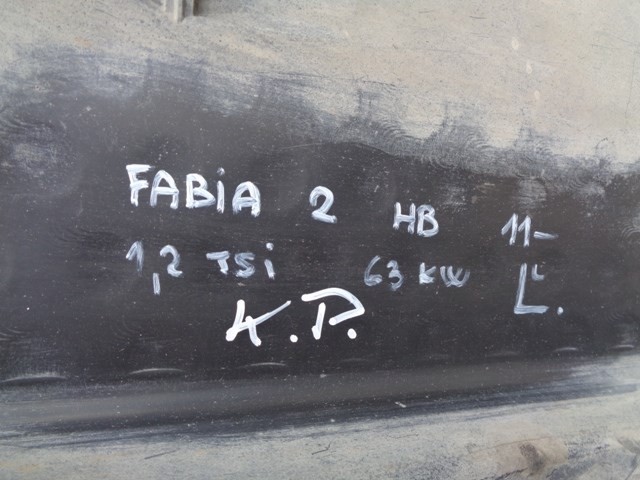 FABiA 2 HB 11-
1,2 TSi 63 KW L.
K.P.